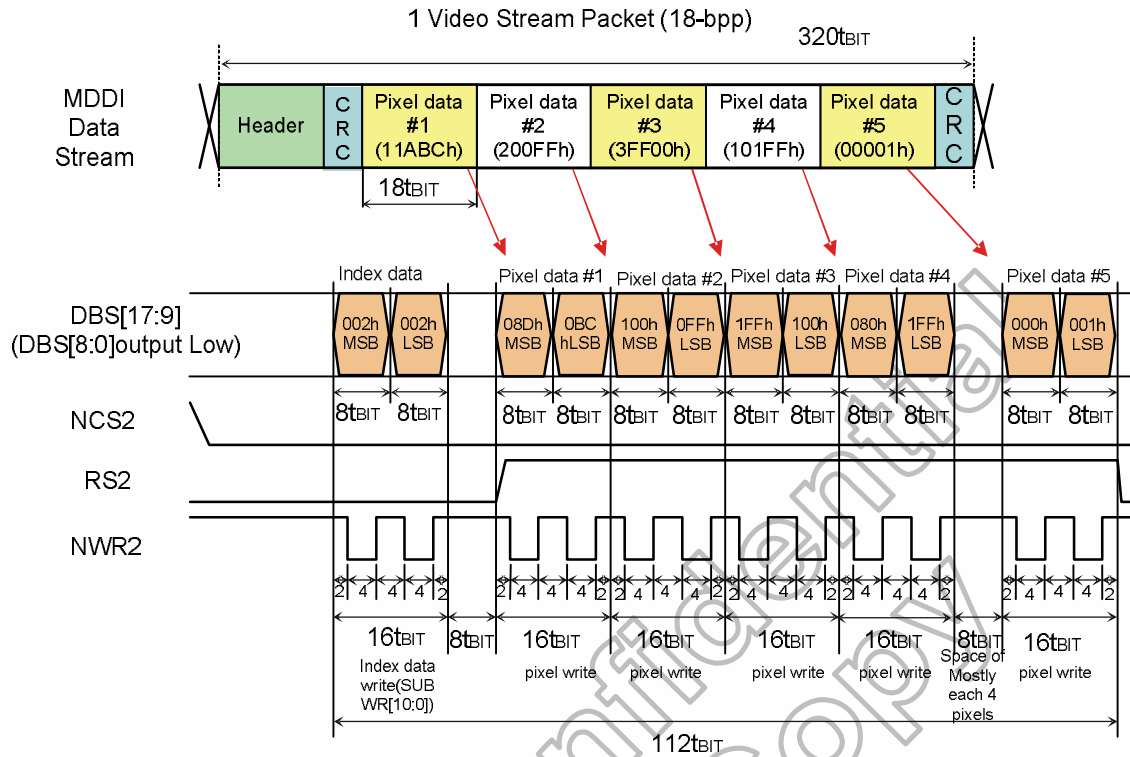 1 Video Stream Packet (18-bpp)
320tBIT
MDDI
Data
Stream
Header
C
R
C
Pixel data
#1
(11ABCh)
Pixel data
#2
(200FFh)
Pixel data
#3
(3FF00h)
Pixel data
#4
(101FFh)
Pixel data
#5
(00001h)
C
R
C
18tBIT
Index data
Pixel data #1
Pixel data #2
Pixel data #3
Pixel data #4
Pixel data #5
DBS[17:9]
(DBS[8:0]output Low)
002h
MSB
002h
LSB
08Dh
MSB
0BC
hLSB
100h
MSB
0FFh
LSB
1FFh
MSB
100h
LSB
080h
MSB
1FFh
LSB
000h
MSB
001h
LSB
8tBIT 8tBIT 8tBIT 8tBIT 8tBIT 8tBIT 8tBIT 8tBIT 8tBIT 8tBIT 8tBIT 8tBIT
NCS2
RS2
NWR2
2 4 4 4 2 2 4 4 4 2 2 4 4 4 2 2 4 4 4 2 2 4 4 4 2 2 4 4 4 2
16tBIT 8tBIT 16tBIT 16tBIT 16tBIT 16tBIT 8tBIT 16tBIT
Index data
write(SUB
WR[10:0])
pixel write
pixel write
pixel write
pixel write
Space of
Mostly
each 4
pixels
pixel write
112tBIT
Confidential
Copy